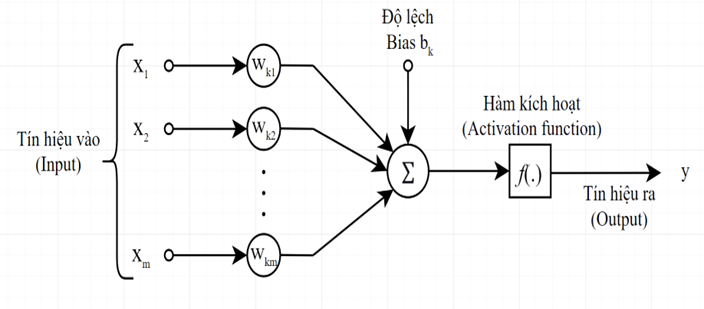 Độ lệch
Bias bk
Hàm kích hoạt
(Activation function)
Tín hiệu vào
(Input)
X1
Wk1
X2
Wk2
Xm
Wkm
Σ
f(.)
y
Tín hiệu ra
(Output)